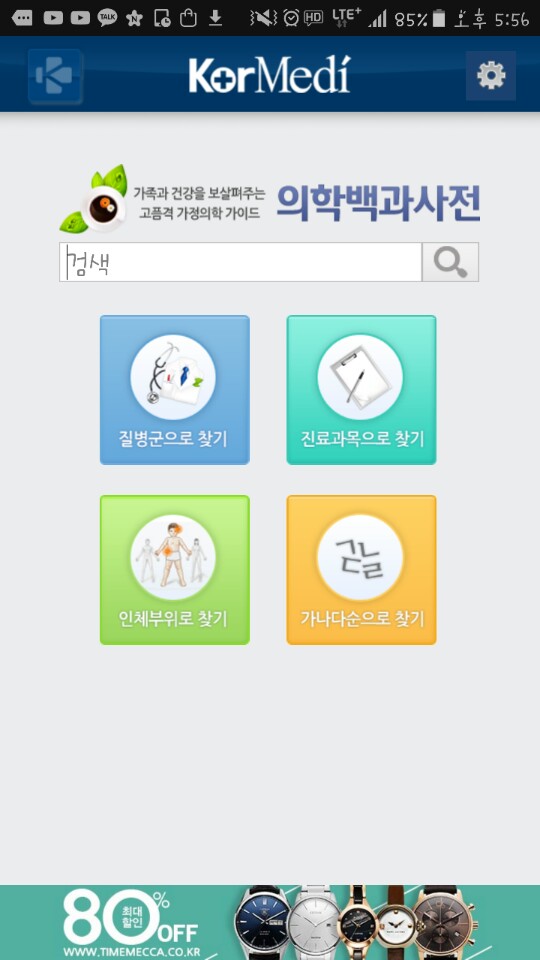 TALK HD LTE+ 85% 오후 5:56
KorMedi
가족과 건강을 보살펴주는
고품격 가정의학 가이드
의학백과사전
검색
질병군으로 찾기
진료과목으로 찾기
인체부위로 찾기
가나다순으로 찾기
80% 최대 할인 OFF
WWW.TIMEMECCA.CO.KR